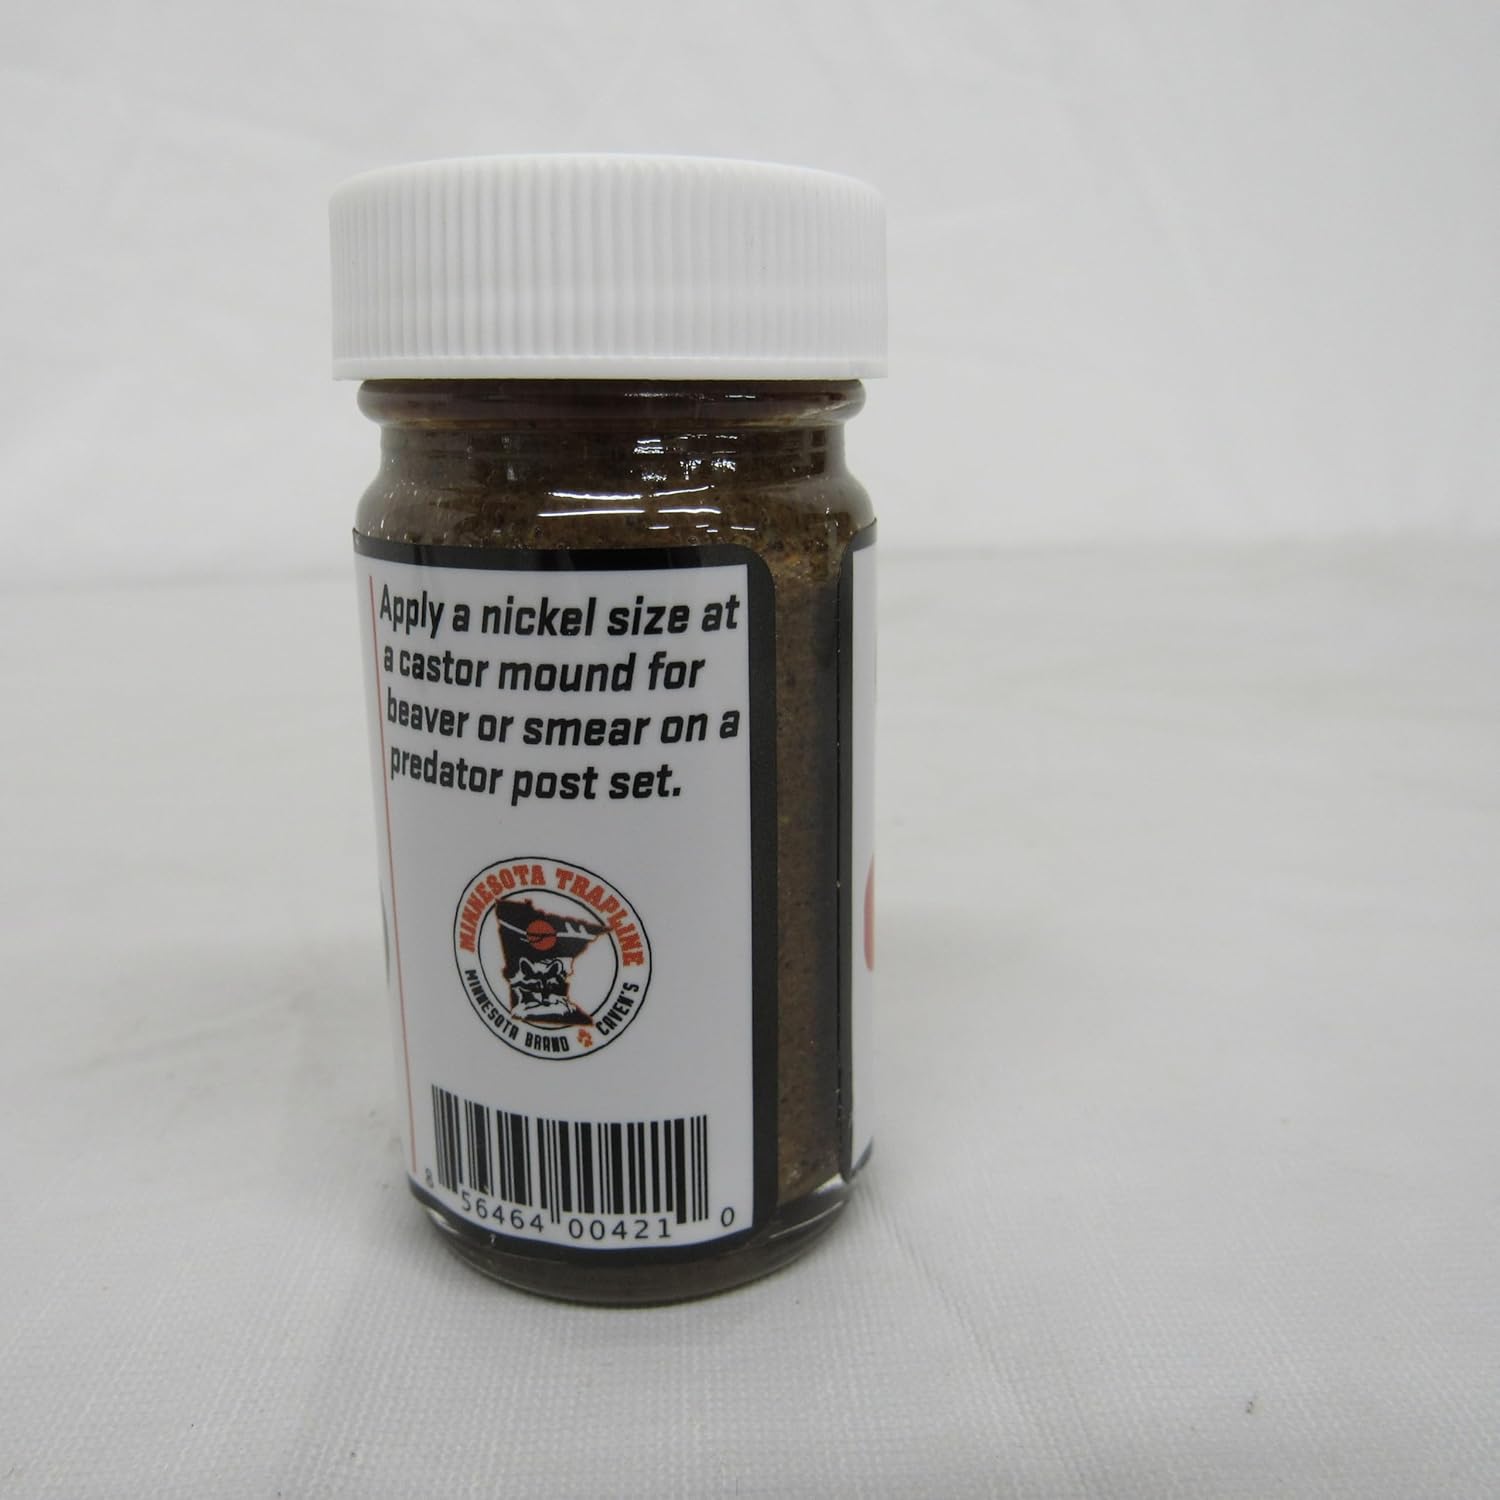 Apply a nickel size at
a castor mound for
beaver or smear on a
predator post set.
MINNESOTA TRAPLINE
MINNESOTA BRAND CAVEN'S
8 56464 00421 0